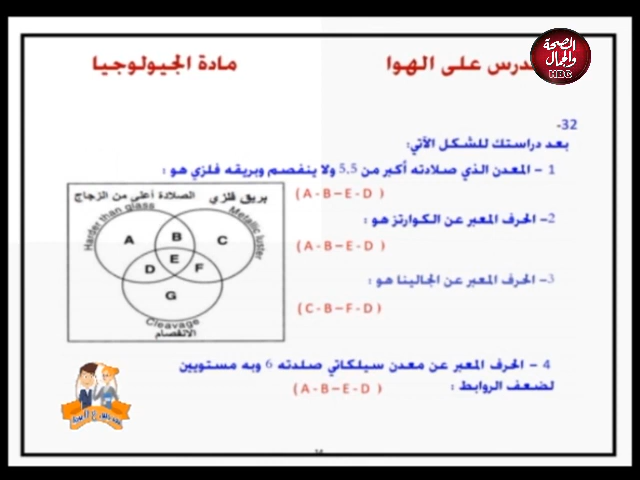 الصحة
والجمال
HBC
مدرس على الهوا
مادة الجيولوجيا
32-
بعد دراستك للشكل الآتي:
1 – المعدن الذي صلادته أكبر من 5.5 ولا ينفصم وبريقه فلزي هو :
( A - B – E - D )
بريق فلزي
الصلادة أعلى من الزجاج
Harder than glass
Metallic luster
A
B
C
E
D
F
G
Cleavage
الانفصام
2– الحرف المعبر عن الكوارتز هو :
( A - B – E - D )
3– الحرف المعبر عن الجالينا هو :
( C - B – F - D )
4 – الحرف المعبر عن معدن سيلكاتي صلدته 6 وبه مستويين
لضعف الروابط :
( A - B – E - D )